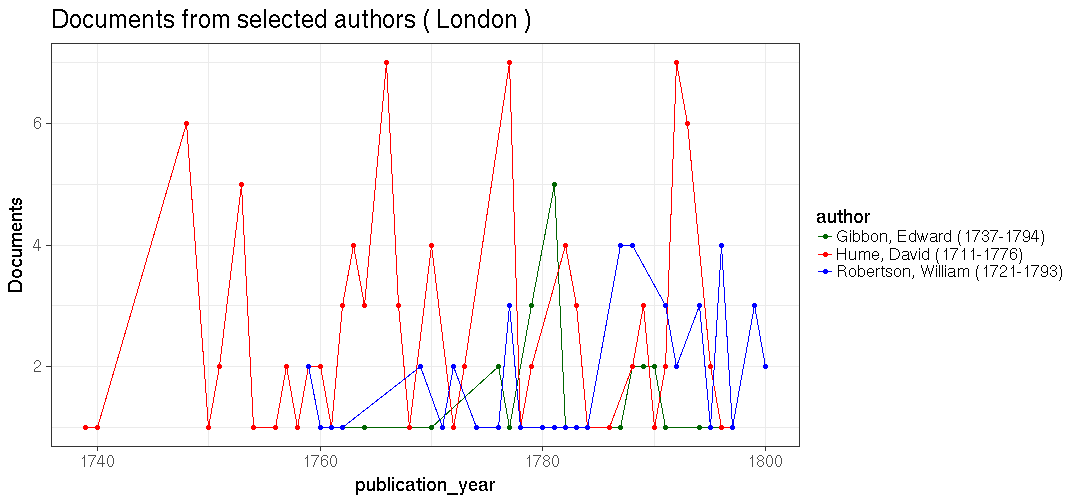 Documents from selected authors ( London )
Documents
6
4
2
1740
1760
1780
1800
publication_year
author
Gibbon, Edward (1737-1794)
Hume, David (1711-1776)
Robertson, William (1721-1793)